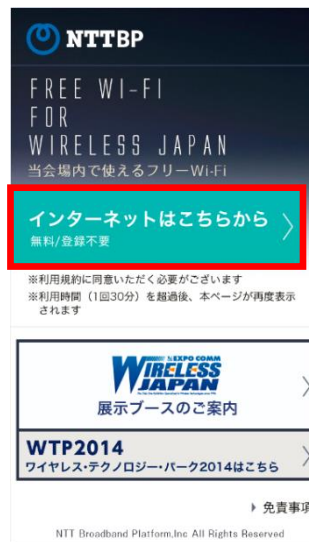 NTTBP
FREE WI-FI
FOR
WIRELESS JAPAN
当会場内で使えるフリーWi-Fi
インターネットはこちらから
無料/登録不要
※利用規約に同意いただく必要がございます
※利用時間（1回30分）を超過後、本ページが再度表示
されます
EXPO COMM
WIRELESS
JAPAN
展示ブースのご案内
WTP2014
ワイヤレス・テクノロジー・パーク2014はこちら
免責事項
NTT Broadband Platform,Inc All Rights Reserved